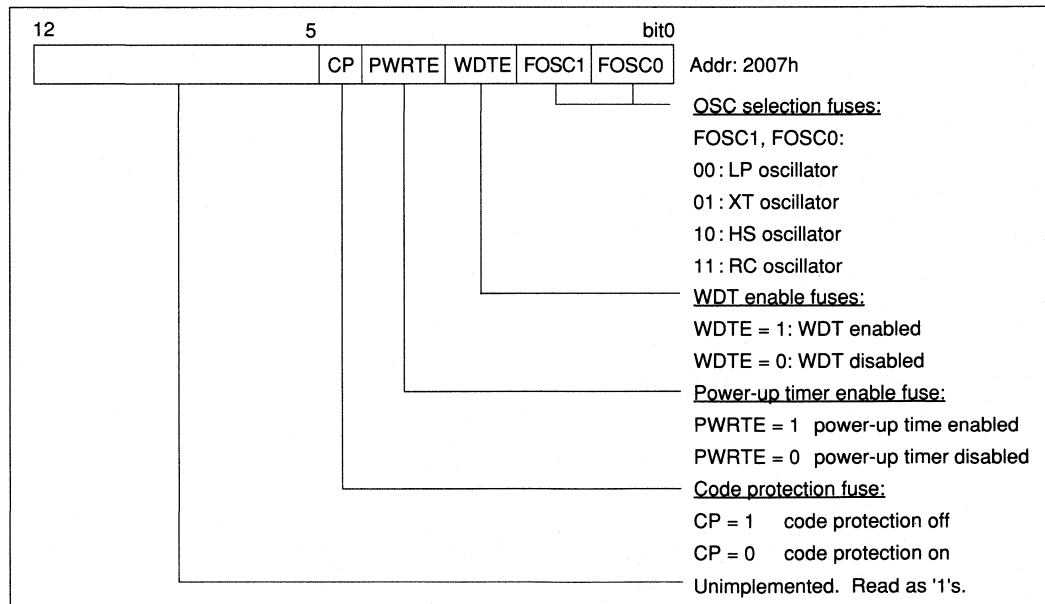 12 5 bit0
CP PWRTE WDTE FOSC1 FOSC0 Addr: 2007h
OSC selection fuses:
FOSC1, FOSC0:
00 : LP oscillator
01 : XT oscillator
10 : HS oscillator
11 : RC oscillator
WDT enable fuses:
WDTE = 1: WDT enabled
WDTE = 0: WDT disabled
Power-up timer enable fuse:
PWRTE = 1 power-up time enabled
PWRTE = 0 power-up timer disabled
Code protection fuse:
CP = 1 code protection off
CP = 0 code protection on
Unimplemented. Read as '1's.